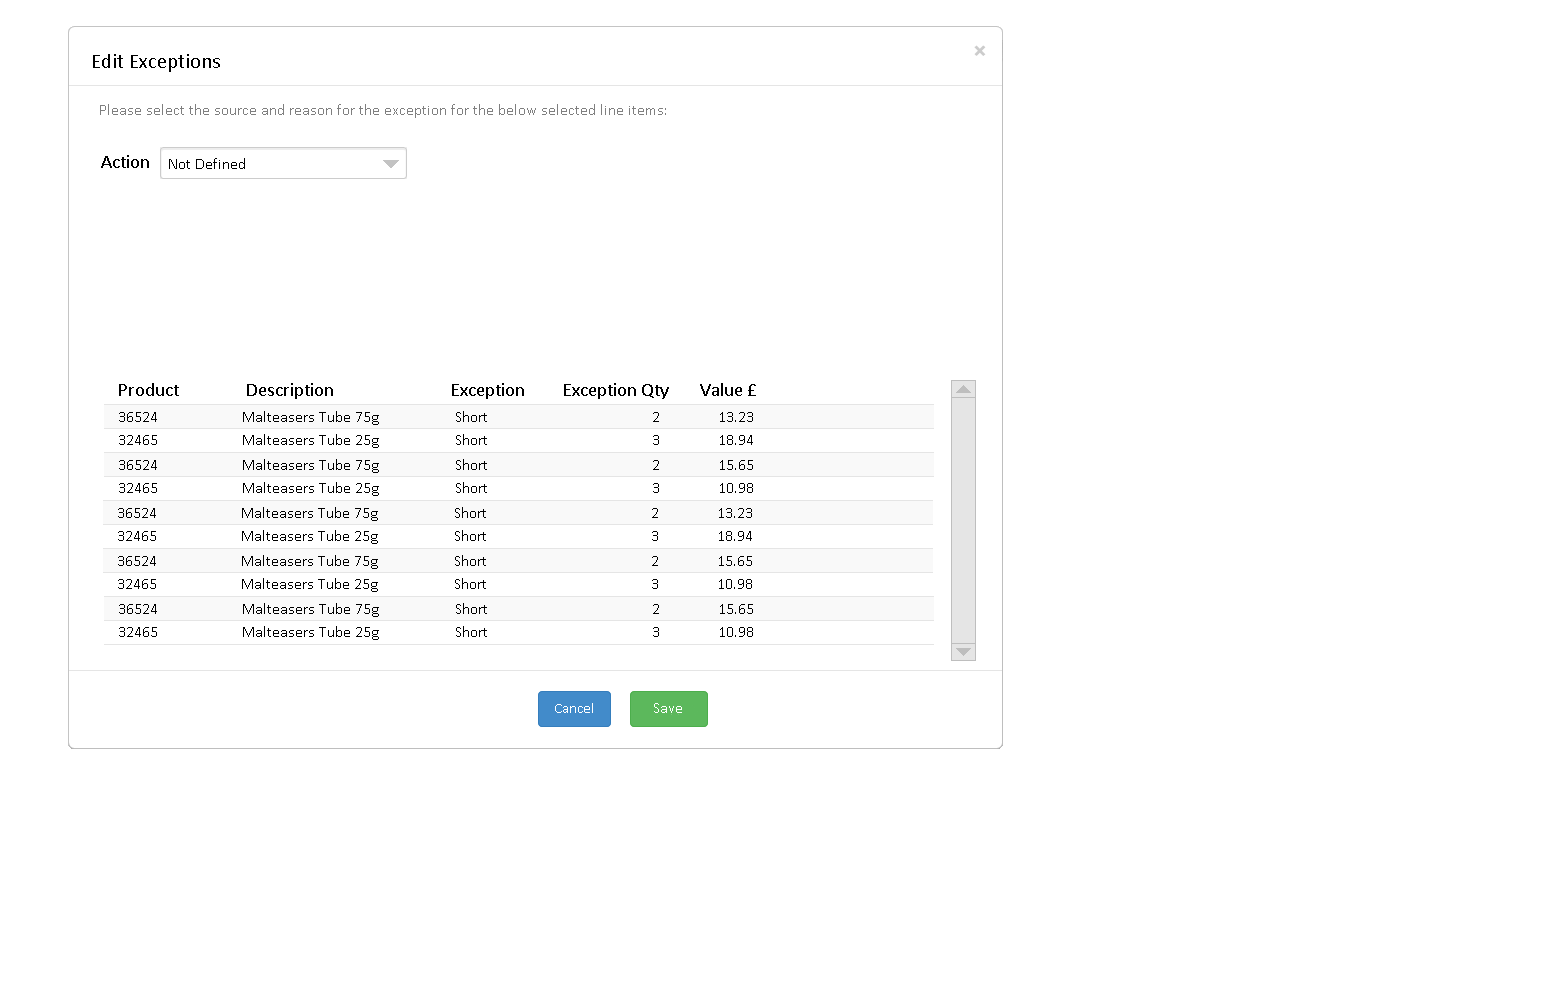 Edit Exceptions
×
Please select the source and reason for the exception for the below selected line items:
Action Not Defined
Product Description Exception Exception Qty Value £
36524 Malteasers Tube 75g Short 2 13.23
32465 Malteasers Tube 25g Short 3 18.94
36524 Malteasers Tube 75g Short 2 15.65
32465 Malteasers Tube 25g Short 3 10.98
36524 Malteasers Tube 75g Short 2 13.23
32465 Malteasers Tube 25g Short 3 18.94
36524 Malteasers Tube 75g Short 2 15.65
32465 Malteasers Tube 25g Short 3 10.98
36524 Malteasers Tube 75g Short 2 15.65
32465 Malteasers Tube 25g Short 3 10.98
Cancel Save